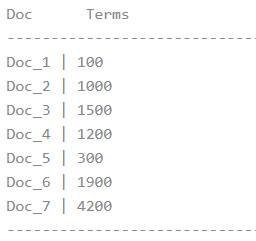 Doc Terms
-----------------------------
Doc_1 | 100
Doc_2 | 1000
Doc_3 | 1500
Doc_4 | 1200
Doc_5 | 300
Doc_6 | 1900
Doc_7 | 4200
-----------------------------